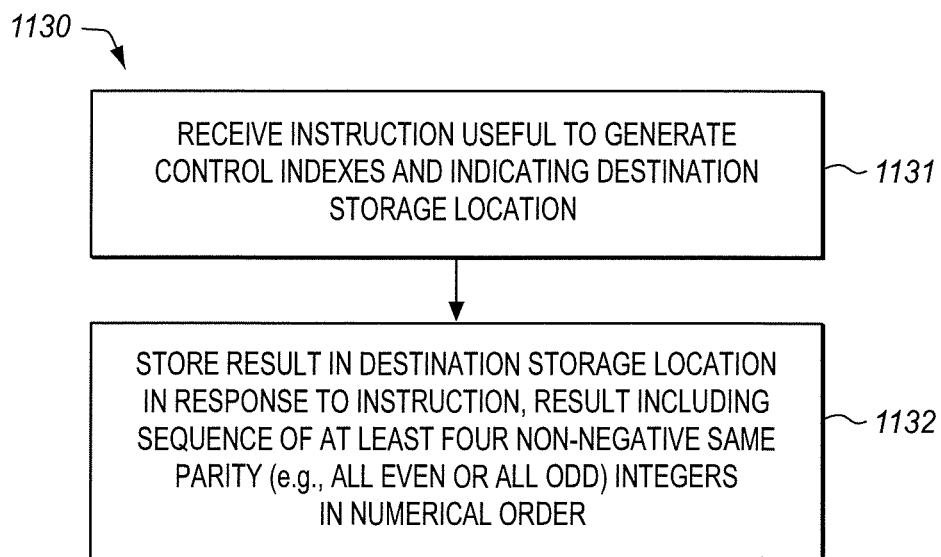 1130
RECEIVE INSTRUCTION USEFUL TO GENERATE
CONTROL INDEXES AND INDICATING DESTINATION
STORAGE LOCATION
1131
STORE RESULT IN DESTINATION STORAGE LOCATION
IN RESPONSE TO INSTRUCTION, RESULT INCLUDING
SEQUENCE OF AT LEAST FOUR NON-NEGATIVE SAME
PARITY (e.g., ALL EVEN OR ALL ODD) INTEGERS
IN NUMERICAL ORDER
1132